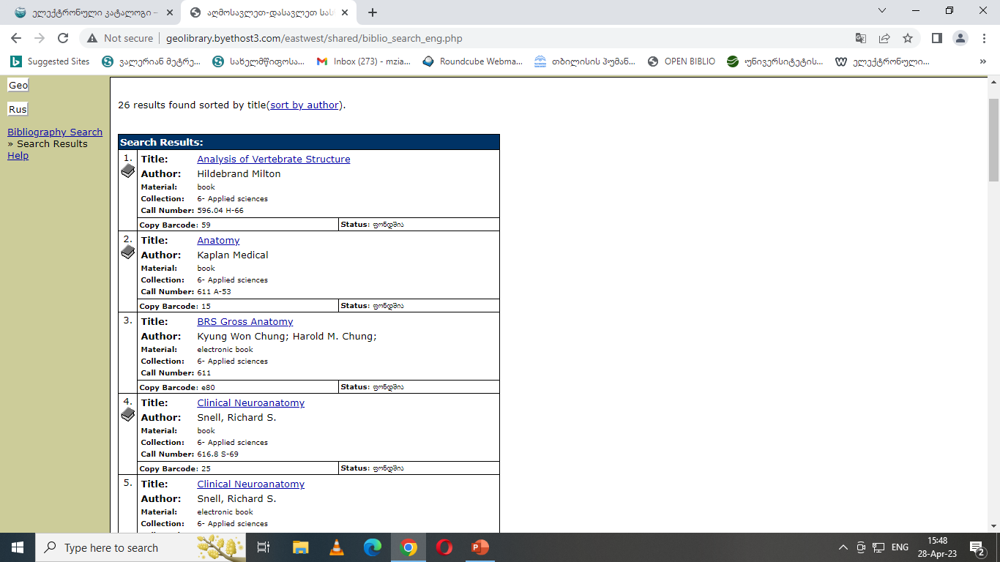 ელექტრონული კატალოგი –
აღმოსავლეთ-დასავლეთ სას
Not secure
geolibrary.byethost3.com/eastwest/shared/biblio_search_eng.php
Suggested Sites
ვალერიან მეტრე...
სახელმწიფოსა...
Inbox (273) - mzia...
Roundcube Webma...
თბილისის ჰუმან...
OPEN BIBLIO
უნივერსიტეტის...
ელექტრონული...
»
Geo
Rus
Bibliography Search
» Search Results
Help
26 results found sorted by title(sort by author).
Search Results:
1. Title: Analysis of Vertebrate Structure
Author: Hildebrand Milton
Material: book
Collection: 6- Applied sciences
Call Number: 596.04 H-66
Copy Barcode: 59 Status: ფონდშია
2. Title: Anatomy
Author: Kaplan Medical
Material: book
Collection: 6- Applied sciences
Call Number: 611 A-53
Copy Barcode: 15 Status: ფონდშია
3. Title: BRS Gross Anatomy
Author: Kyung Won Chung; Harold M. Chung;
Material: electronic book
Collection: 6- Applied sciences
Call Number: 611
Copy Barcode: e80 Status: ფონდშია
4. Title: Clinical Neuroanatomy
Author: Snell, Richard S.
Material: book
Collection: 6- Applied sciences
Call Number: 616.8 S-69
Copy Barcode: 25 Status: ფონდშია
5. Title: Clinical Neuroanatomy
Author: Snell, Richard S.
Material: electronic book
Collection: 6- Applied sciences
Type here to search
ENG
15:48
28-Apr-23
2